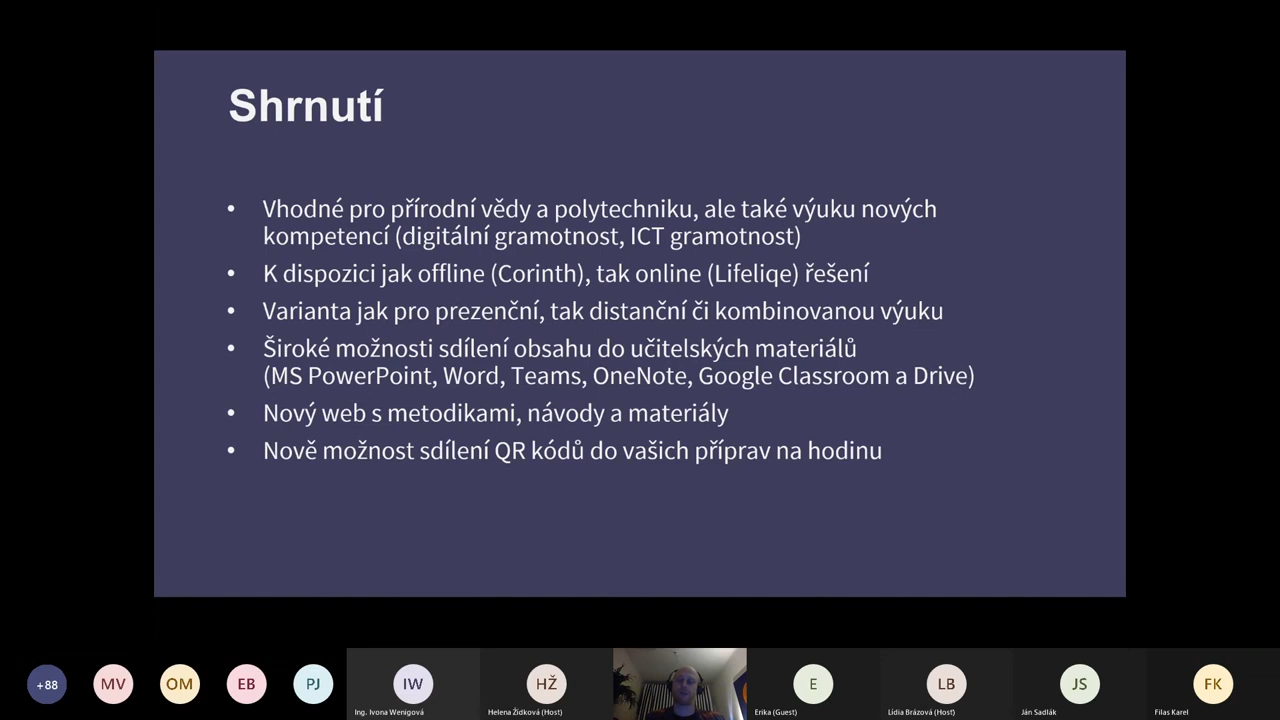 Shrnutí
• Vhodné pro přírodní vědy a polytechniku, ale také výuku nových
kompetencí (digitální gramotnost, ICT gramotnost)
• K dispozici jak offline (Corinth), tak online (Lifeliqe) řešení
• Varianta jak pro prezenční, tak distanční či kombinovanou výuku
• Široké možnosti sdílení obsahu do učitelských materiálů
(MS PowerPoint, Word, Teams, OneNote, Google Classroom a Drive)
• Nový web s metodikami, návody a materiály
• Nově možnost sdílení QR kódů do vašich příprav na hodinu
+88 MV OM EB PJ IW HŽ E LB JS FK
Ing. Ivona Wenigová Helena Žídková (Host) Erika (Guest) Lídia Brázová (Hosť) Ján Sadlák Filas Karel